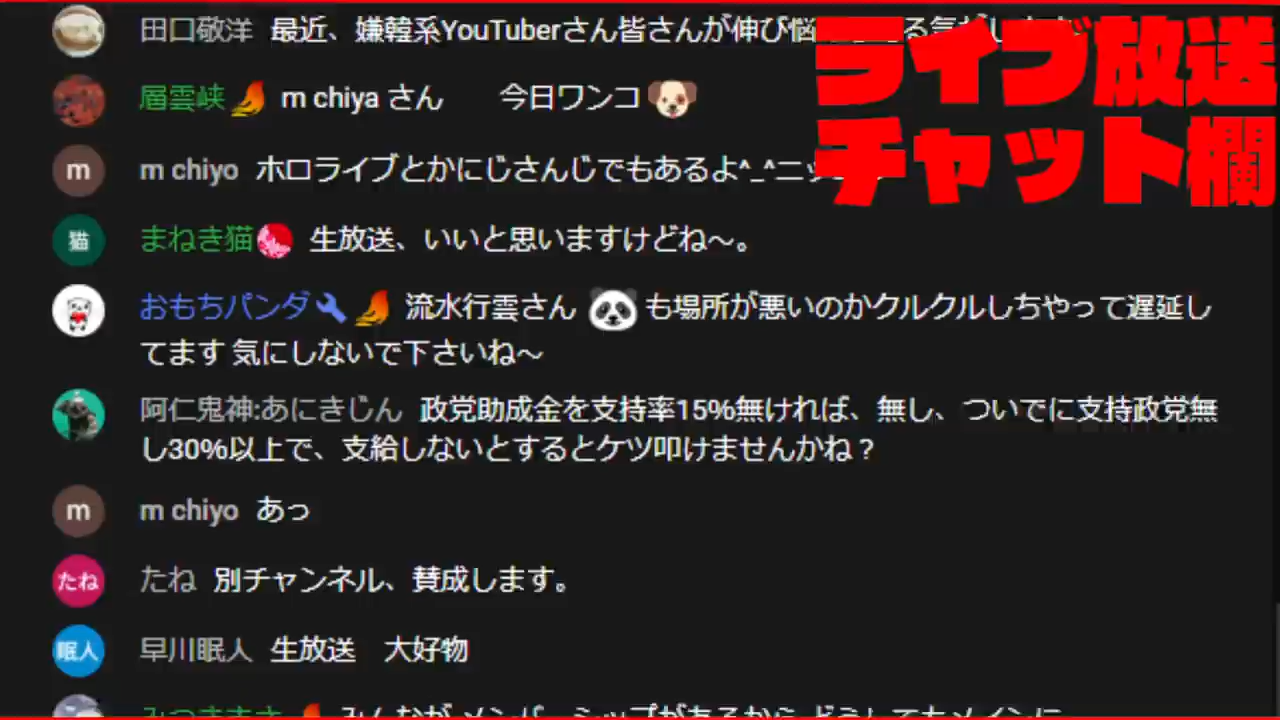 田口敬洋 最近、嫌韓系YouTuberさん皆さんが伸び悩
ライブ放送
チャット欄
層雲峡 m chiya さん 今日ワンコ
m m chiyo ホロライブとかにじさんじでもあるよ^_^ニッ
猫 まねき猫 生放送、いいと思いますけどね～。
おもちパンダ 流水行雲さん も場所が悪いのかクルクルしちやって遅延し
てます 気にしないで下さいね～
阿仁鬼神:あにきじん 政党助成金を支持率15%無ければ、無し、ついでに支持政党無
し30%以上で、支給しないとするとケツ叩けませんかね？
m m chiyo あっ
たね たね 別チャンネル、賛成します。
眠人 早川眠人 生放送 大好物